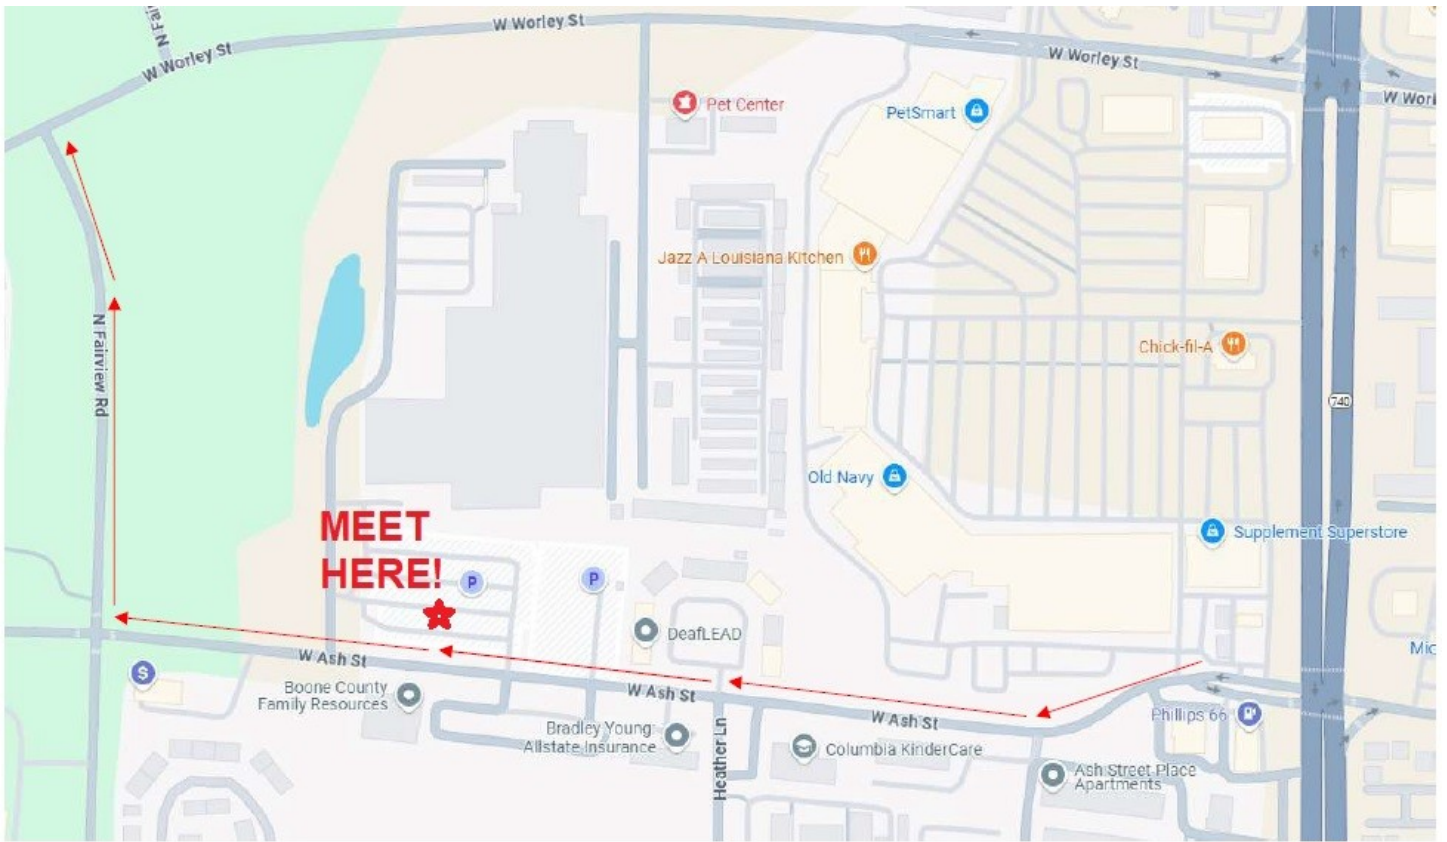 N Fai
W Worley St
W Worley St
W Worley St
W Worl
Pet Center
PetSmart
Jazz A Louisiana Kitchen
Chick-fil-A
N Fairview Rd
740
Old Navy
MEET
HERE!
P
P
Supplement Superstore
DeafLEAD
Mic
S
W Ash St
Boone County
Family Resources
W Ash St
W Ash St
Phillips 66
Bradley Young:
Allstate Insurance
Heather Ln
Columbia KinderCare
Ash Street Place
Apartments